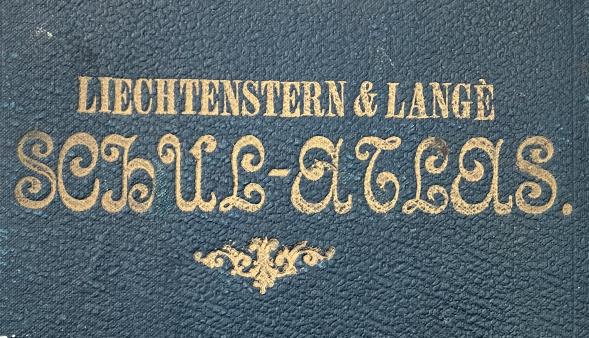 LIECHTENSTERN & LANGÈ
SCHUL-ATLAS.